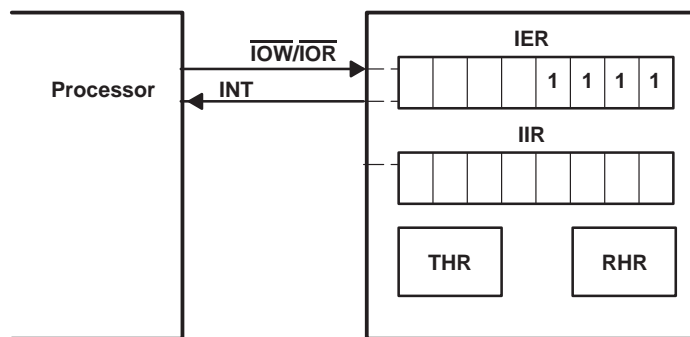 IOW/IOR
IER
Processor
INT
1 1 1 1
IIR
THR
RHR